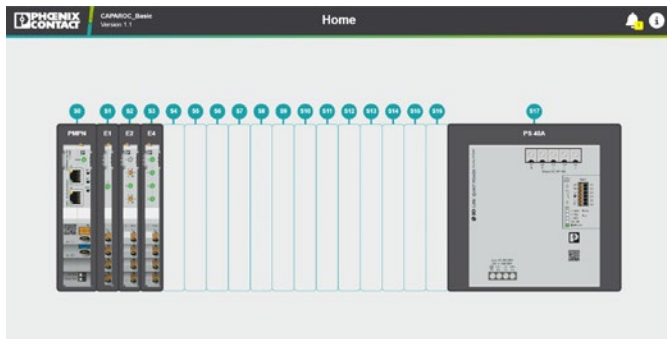 PHŒNIX CONTACT
CAPAROC_Basic
Version 1.1
Home
S0 S1 S2 S3 S4 S5 S6 S7 S8 S9 S10 S11 S12 S13 S14 S15 S16 S17
PMPN E1 E2 E4 PS 40A